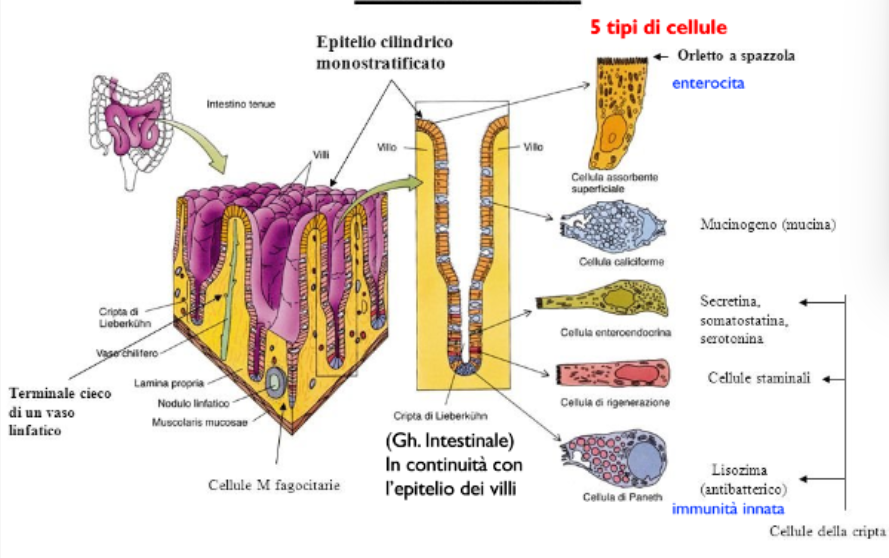 5 tipi di cellule
Epitelio cilindrico
monostratificato
Orletto a spazzola
enterocita
Intestino tenue
Villi
Villo
Villo
Cellula assorbente
superficiale
Mucinogeno (mucina)
Cellula caliciforme
Secretina,
somatostatina,
serotonina
Cellula enteroendocrina
Cripta di
Lieberkühn
Vaso chilifero
Cellule staminali
Cellula di rigenerazione
Terminale cieco
di un vaso
linfatico
Lamina propria
Nodulo linfatico
Muscolaris mucosae
Cripta di Lieberkühn
(Gh. Intestinale)
In continuità con
l'epitelio dei villi
Cellule M fagocitarie
Lisozima
(antibatterico)
Cellula di Paneth
immunità innata
Cellule della cripta